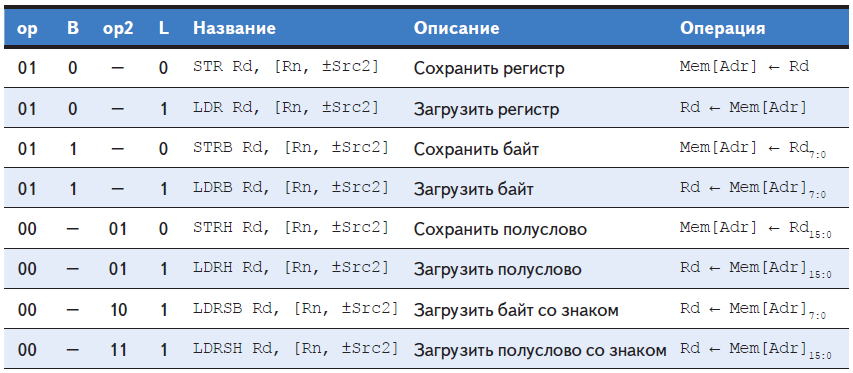 op B op2 L Название Описание Операция
01 0 — 0 STR Rd, [Rn, ±Src2] Сохранить регистр Mem[Adr] ← Rd
01 0 — 1 LDR Rd, [Rn, ±Src2] Загрузить регистр Rd ← Mem[Adr]
01 1 — 0 STRB Rd, [Rn, ±Src2] Сохранить байт Mem[Adr] ← Rd7:0
01 1 — 1 LDRB Rd, [Rn, ±Src2] Загрузить байт Rd ← Mem[Adr]7:0
00 — 01 0 STRH Rd, [Rn, ±Src2] Сохранить полуслово Mem[Adr] ← Rd15:0
00 — 01 1 LDRH Rd, [Rn, ±Src2] Загрузить полуслово Rd ← Mem[Adr]15:0
00 — 10 1 LDRSB Rd, [Rn, ±Src2] Загрузить байт со знаком Rd ← Mem[Adr]7:0
00 — 11 1 LDRSH Rd, [Rn, ±Src2] Загрузить полуслово со знаком Rd ← Mem[Adr]15:0